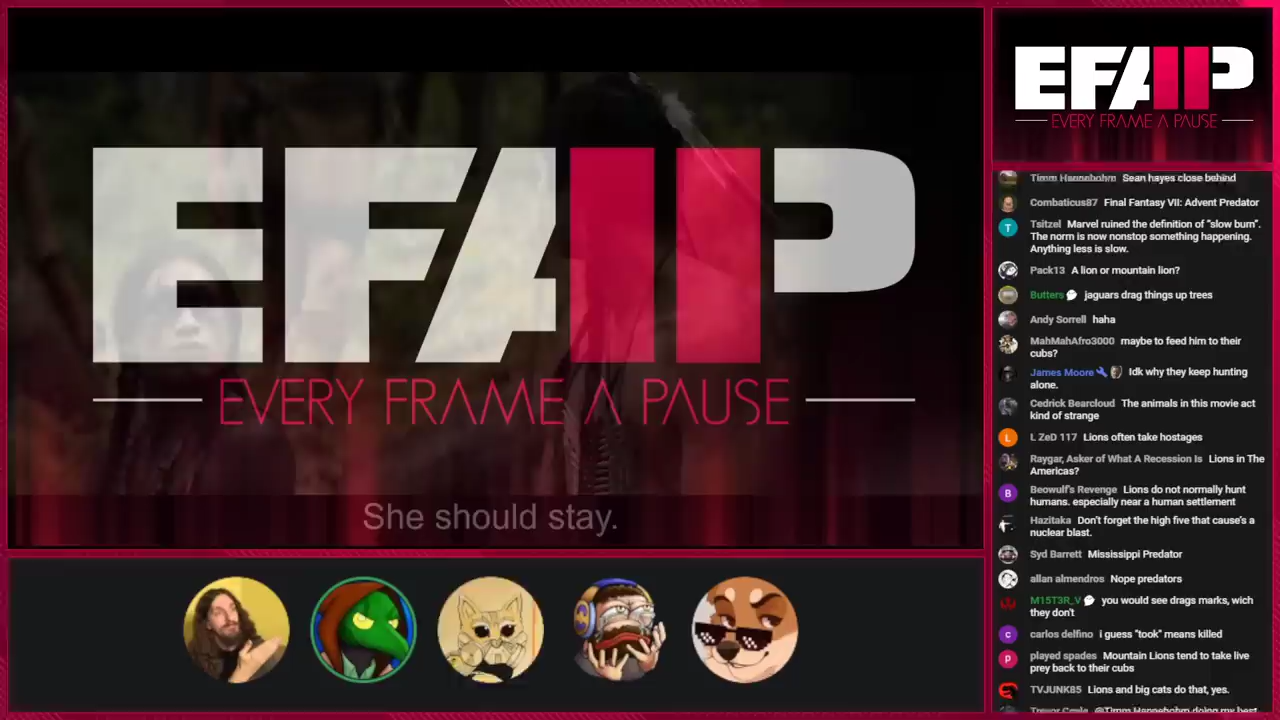 EFAP
EVERY FRAME A PAUSE
She should stay.
EFAP
EVERY FRAME A PAUSE
Timm Hannebohm Sean hayes close behind
Combaticus87 Final Fantasy VII: Advent Predator
Tsitzel Marvel ruined the definition of “slow burn”.
The norm is now nonstop something happening.
Anything less is slow.
Pack13 A lion or mountain lion?
Butters jaguars drag things up trees
Andy Sorrell haha
MahMahAfro3000 maybe to feed him to their
cubs?
James Moore Idk why they keep hunting
alone.
Cedrick Bearcloud The animals in this movie act
kind of strange
L ZeD 117 Lions often take hostages
Raygar, Asker of What A Recession Is Lions in The
Americas?
Beowulf's Revenge Lions do not normally hunt
humans. especially near a human settlement
Hazitaka Don't forget the high five that cause's a
nuclear blast.
Syd Barrett Mississippi Predator
allan almendros Nope predators
M15T3R_V you would see drags marks, wich
they don't
carlos delfino i guess "took" means killed
played spades Mountain Lions tend to take live
prey back to their cubs
TVJUNK85 Lions and big cats do that, yes.
Trevor @Timm Hannebohm doing my best
T
L
B
c
p